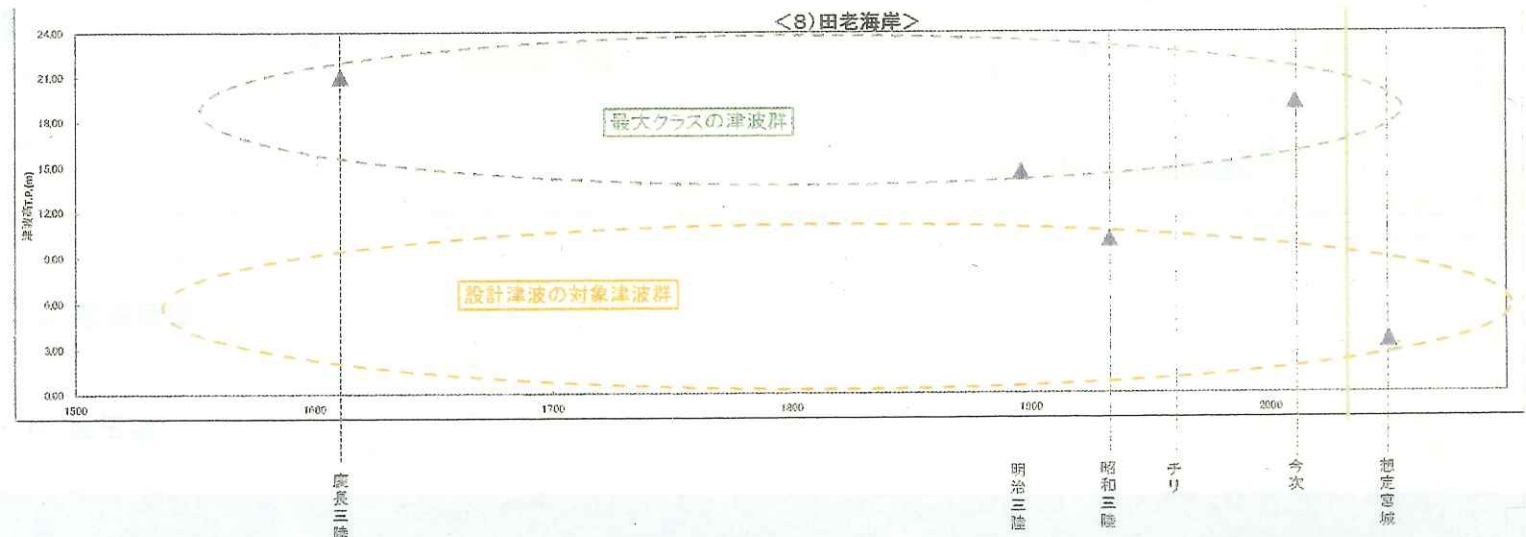 <8)田老海岸>
24.00
21.00
18.00
15.00
12.00
9.00
6.00
3.00
0.00
津波高T.P.(m)
最大クラスの津波群
設計津波の対象津波群
1500
1600
1700
1800
1900
2000
慶長三陸
明治三陸
昭和三陸
チリ
今次
想定宮城